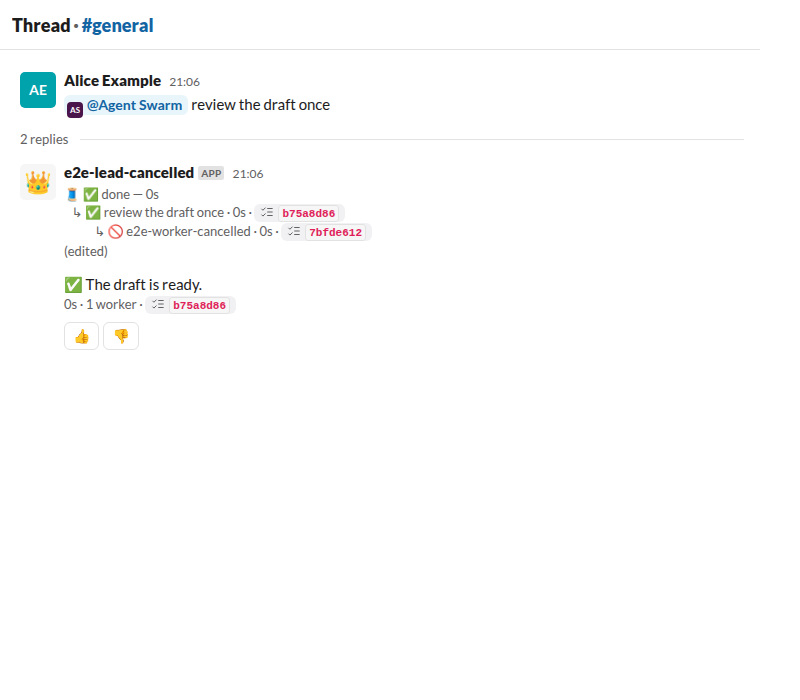 Thread · #general
AE
Alice Example 21:06
AS @Agent Swarm review the draft once
2 replies
e2e-lead-cancelled APP 21:06
🧵 ✅ done — 0s
↳ ✅ review the draft once · 0s · b75a8d86
↳ 🚫 e2e-worker-cancelled · 0s · 7bfde612
(edited)
✅ The draft is ready.
0s · 1 worker · b75a8d86